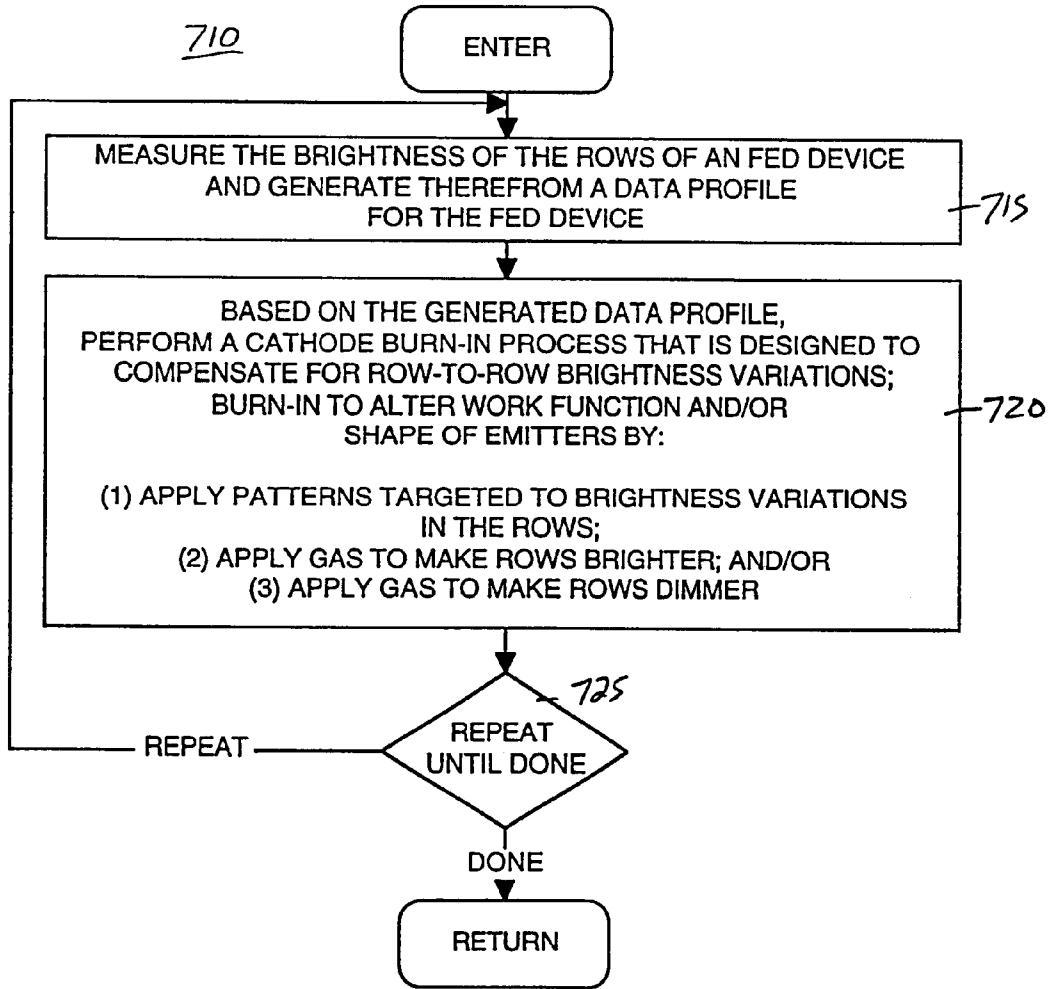 710
ENTER
MEASURE THE BRIGHTNESS OF THE ROWS OF AN FED DEVICE
AND GENERATE THEREFROM A DATA PROFILE
FOR THE FED DEVICE
715
BASED ON THE GENERATED DATA PROFILE,
PERFORM A CATHODE BURN-IN PROCESS THAT IS DESIGNED TO
COMPENSATE FOR ROW-TO-ROW BRIGHTNESS VARIATIONS;
BURN-IN TO ALTER WORK FUNCTION AND/OR
SHAPE OF EMITTERS BY:
720
(1) APPLY PATTERNS TARGETED TO BRIGHTNESS VARIATIONS
IN THE ROWS;
(2) APPLY GAS TO MAKE ROWS BRIGHTER; AND/OR
(3) APPLY GAS TO MAKE ROWS DIMMER
725
REPEAT
REPEAT
UNTIL DONE
DONE
RETURN